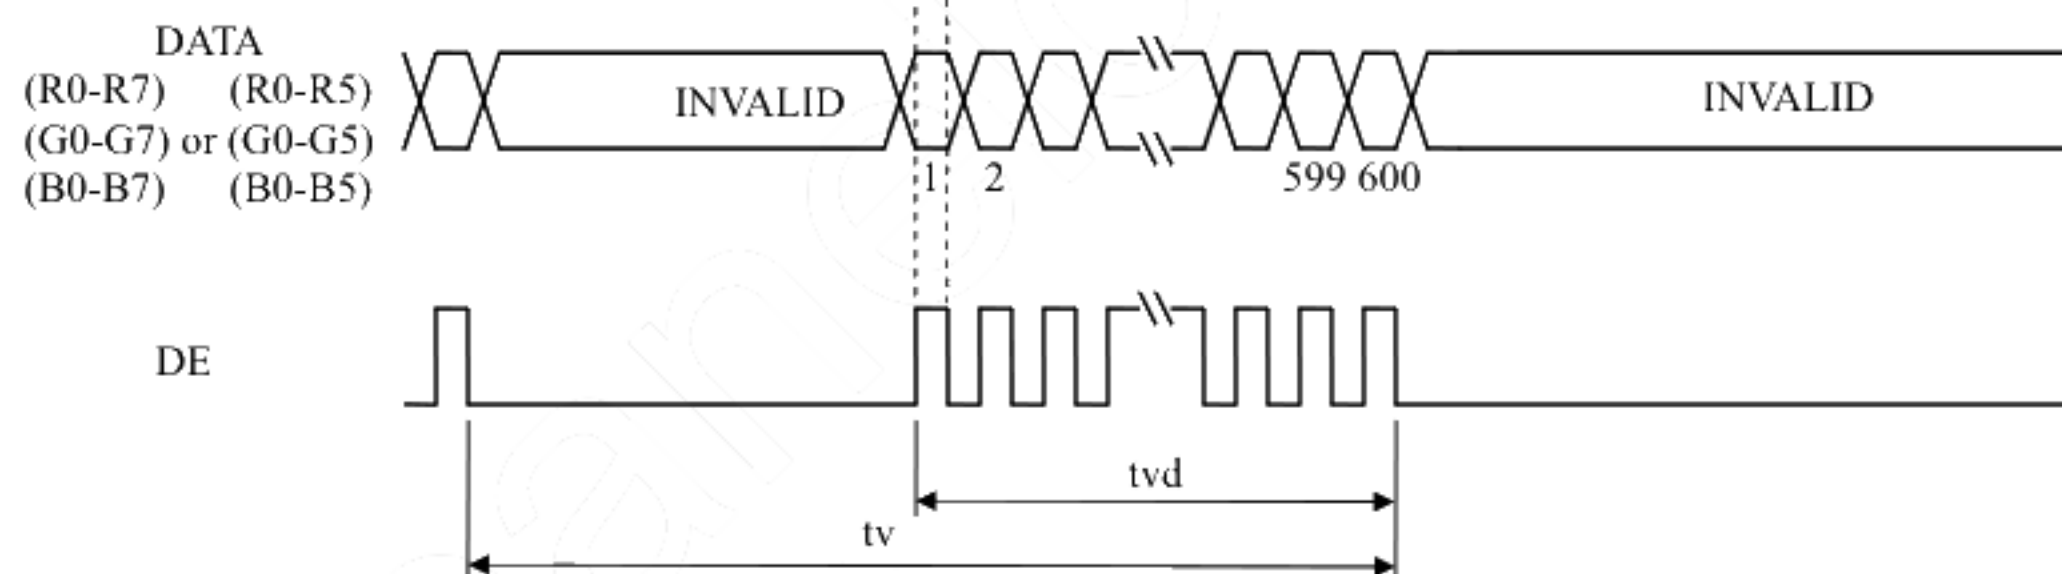 DATA
(R0-R7) (R0-R5)
(G0-G7) or (G0-G5)
(B0-B7) (B0-B5)
INVALID
INVALID
1 2 599 600
DE
tvd
tv